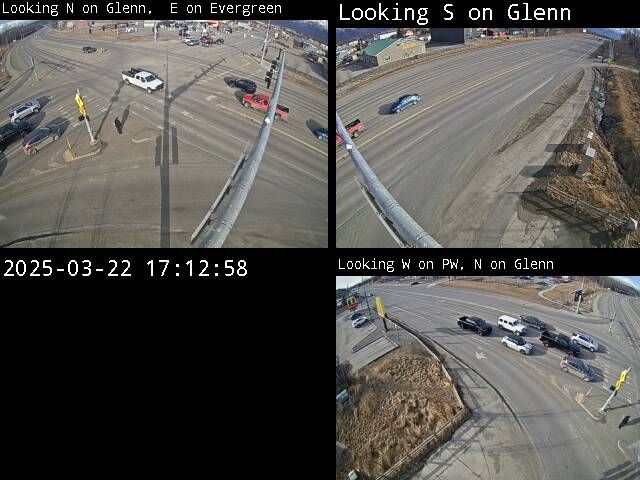 Looking N on Glenn,  E on Evergreen
Looking S on Glenn
2025-03-22 17:12:58
Looking W on PW, N on Glenn